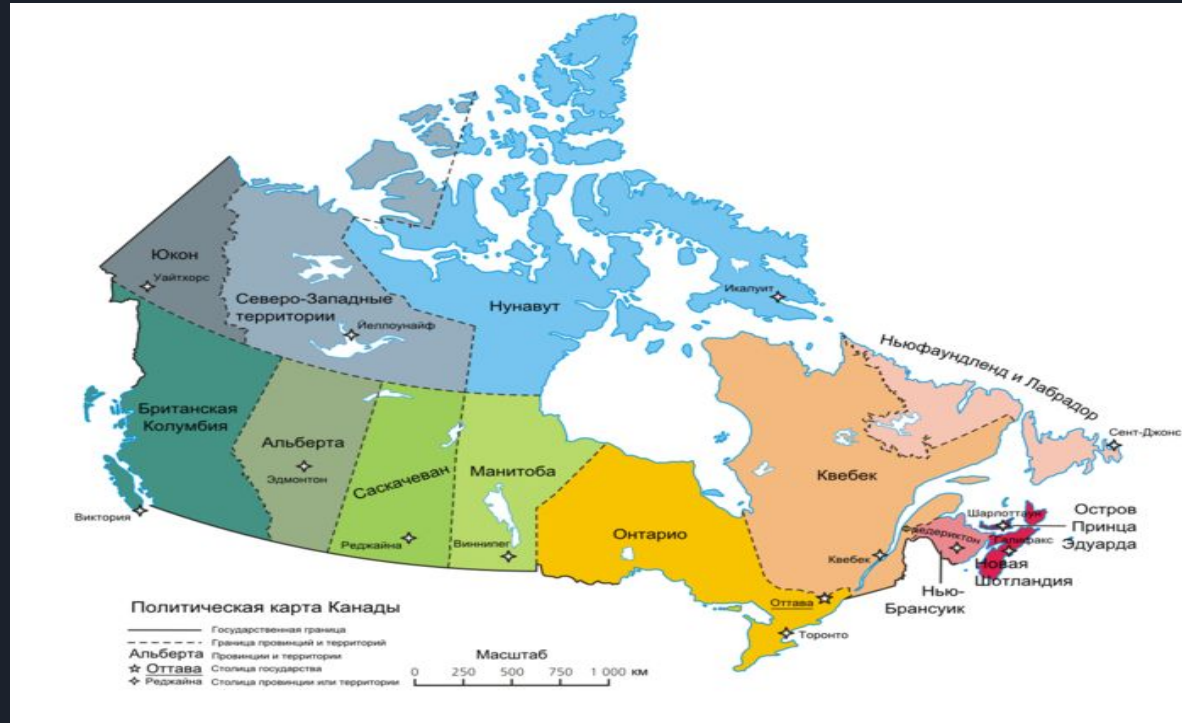 Юкон
Уайтхорс
Северо-Западные
территории
Йеллоунайф
Нунавут
Икалуит
Британская
Колумбия
Виктория
Альберта
Эдмонтон
Саскачеван
Реджайна
Манитоба
Виннипег
Онтарио
Оттава
Торонто
Квебек
Квебек
Ньюфаундленд и Лабрадор
Сент-Джонс
Шарлоттаун
Остров
Принца
Эдуарда
Фредериктон
Галифакс
Новая
Шотландия
Нью-
Брансуик
Политическая карта Канады
Государственная граница
Граница провинций и территорий
Альберта Провинции и территории
Оттава Столица государства
Реджайна Столица провинции или территории
Масштаб
0 250 500 750 1 000 км